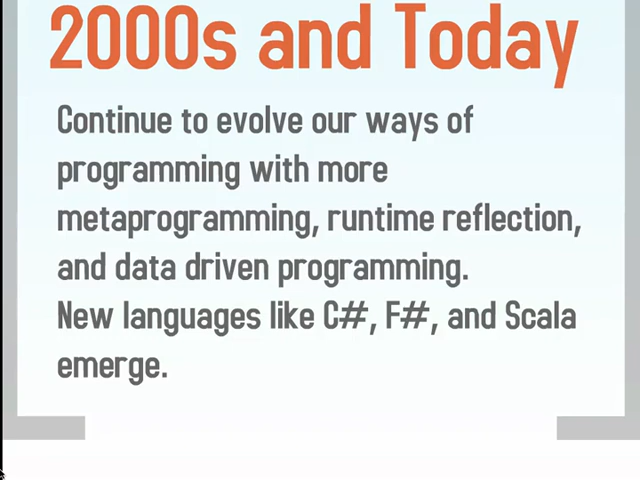 2000s and Today
Continue to evolve our ways of
programming with more
metaprogramming, runtime reflection,
and data driven programming.
New languages like C#, F#, and Scala
emerge.